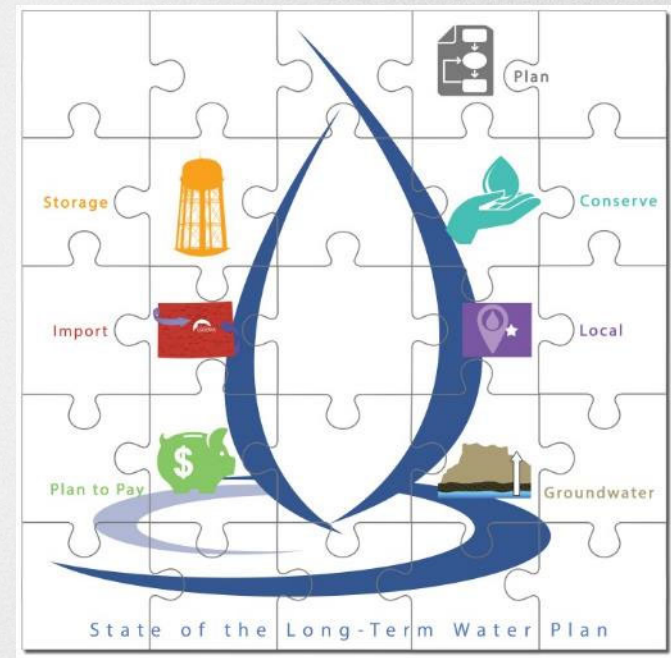 Plan
Storage
Conserve
Import
Local
$
Plan to Pay
Groundwater
State of the Long-Term Water Plan